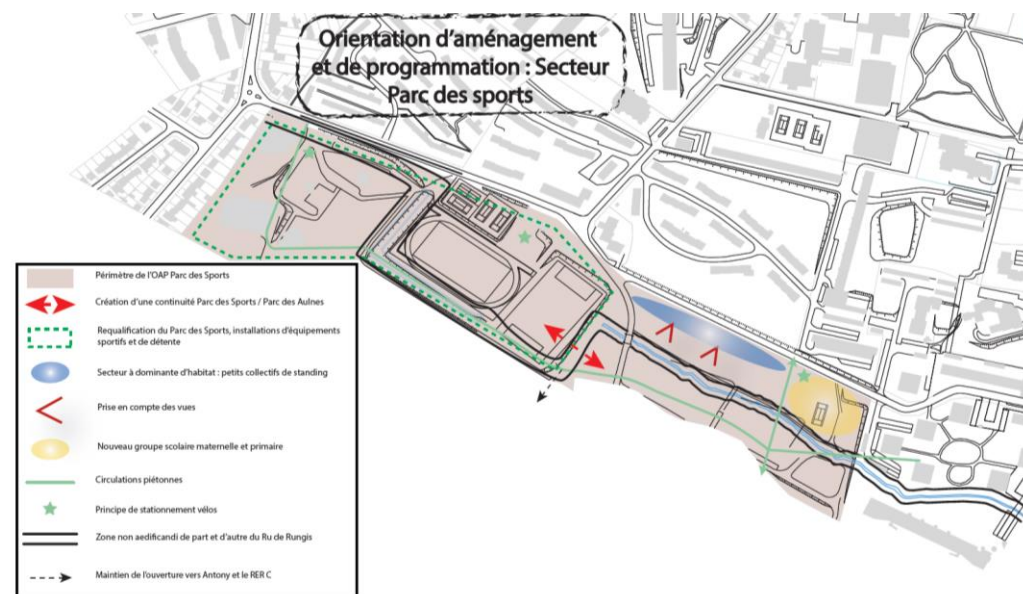 Orientation d'aménagement
et de programmation : Secteur
Parc des sports
Périmètre de l'OAP Parc des Sports
Création d'une continuité Parc des Sports / Parc des Aulnes
Requalification du Parc des Sports, installations d'équipements
sportifs et de détente
Secteur à dominante d'habitat : petits collectifs de standing
Prise en compte des vues
Nouveau groupe scolaire maternelle et primaire
Circulations piétonnes
Principe de stationnement vélos
Zone non aedificandi de part et d'autre du Ru de Rungis
Maintien de l'ouverture vers Antony et le RER C